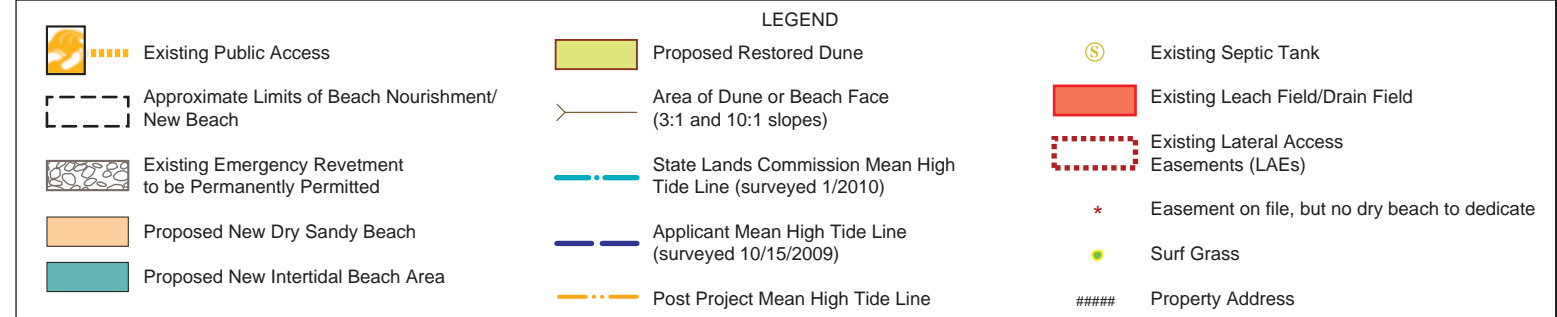 LEGEND
Existing Public Access
Approximate Limits of Beach Nourishment/
New Beach
Existing Emergency Revetment
to be Permanently Permitted
Proposed New Dry Sandy Beach
Proposed New Intertidal Beach Area
Proposed Restored Dune
Area of Dune or Beach Face
(3:1 and 10:1 slopes)
State Lands Commission Mean High
Tide Line (surveyed 1/2010)
Applicant Mean High Tide Line
(surveyed 10/15/2009)
Post Project Mean High Tide Line
S Existing Septic Tank
Existing Leach Field/Drain Field
Existing Lateral Access
Easements (LAEs)
* Easement on file, but no dry beach to dedicate
Surf Grass
##### Property Address